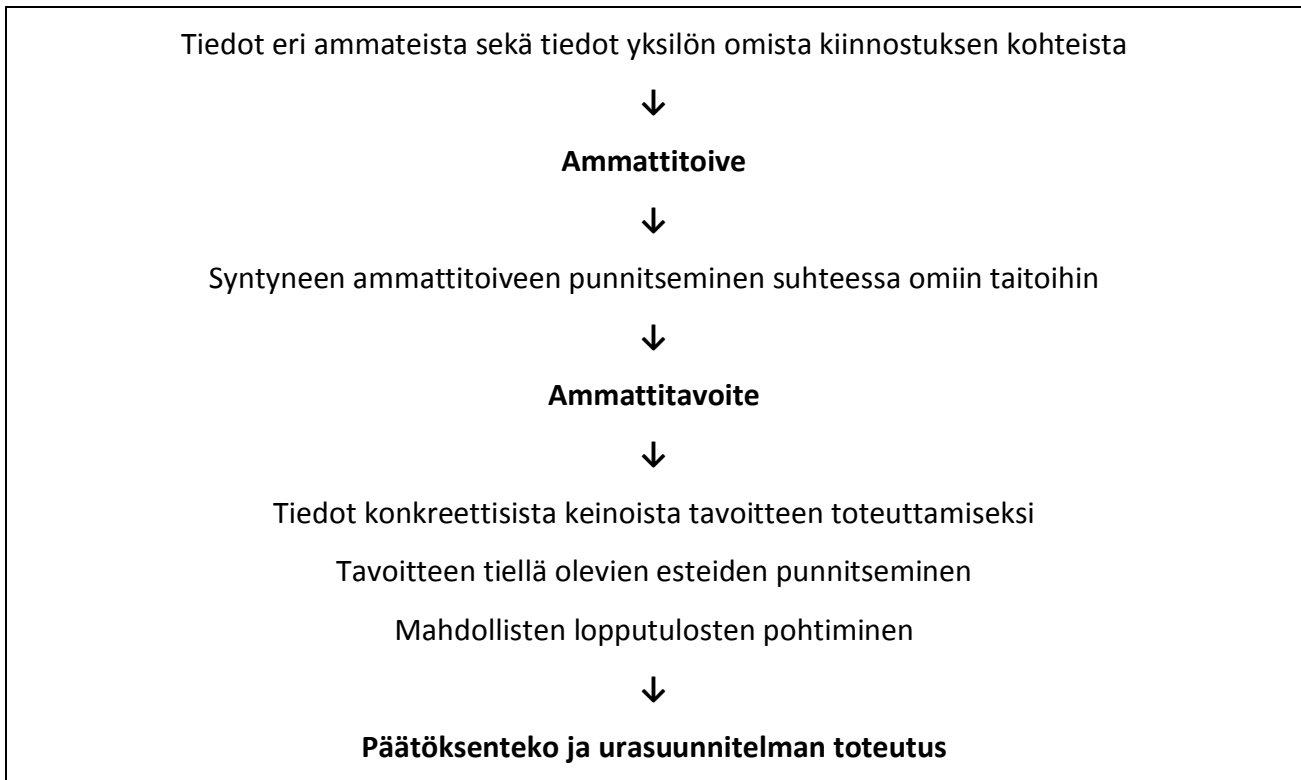 Tiedot eri ammateista sekä tiedot yksilön omista kiinnostuksen kohteista
↓
Ammattitoive
↓
Syntyneen ammattitoiveen punnitseminen suhteessa omiin taitoihin
↓
Ammattitavoite
↓
Tiedot konkreettisista keinoista tavoitteen toteuttamiseksi
Tavoitteen tiellä olevien esteiden punnitseminen
Mahdollisten lopputulosten pohtiminen
↓
Päätöksenteko ja urasuunnitelman toteutus